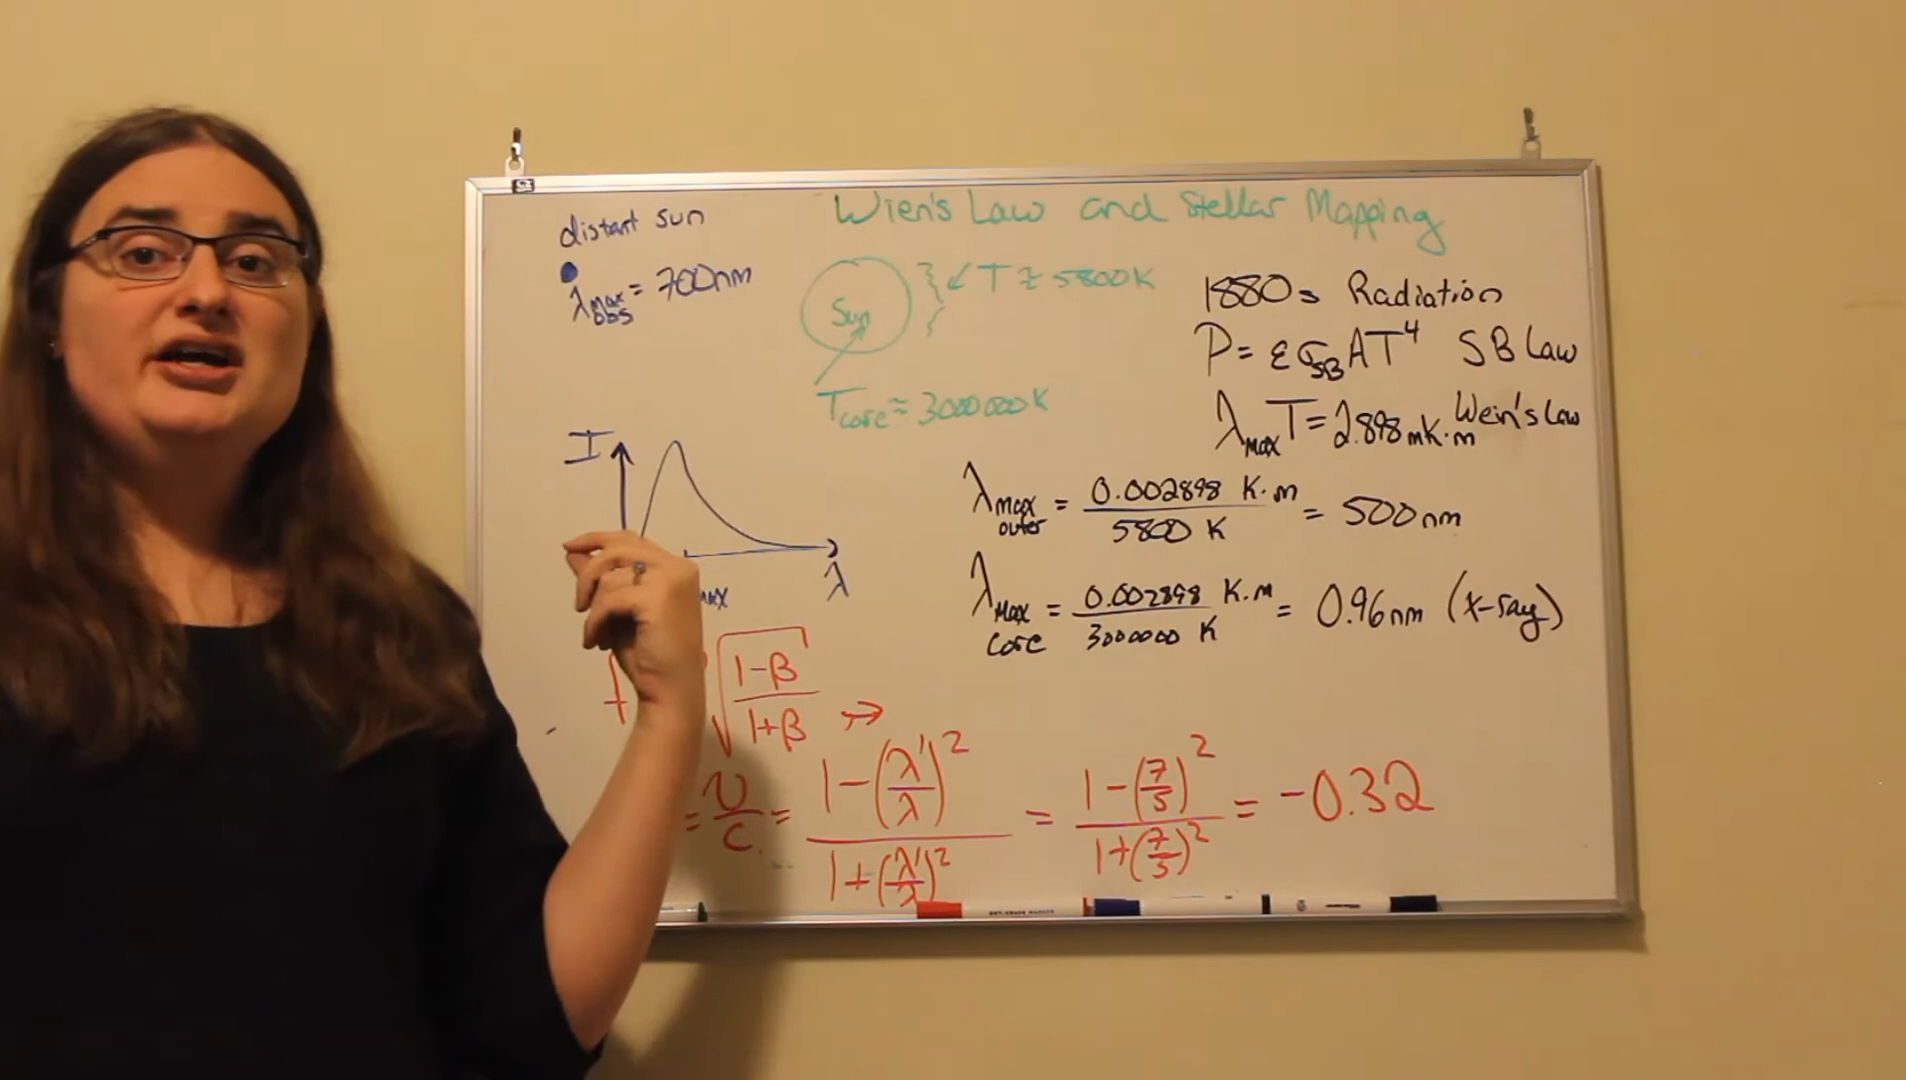 Wien's Law and Stellar Mapping
distant sun
λmax obs = 700nm
Sun
T ≈ 5800K
Tcore ≈ 3000000K
1880s Radiation
P = εσSB AT⁴ SB Law
λmax T = 2.898 mK·m Wein's Law
I
λ
λmax outer = 0.002898 K·m / 5800 K = 500nm
λmax core = 0.002898 K·m / 3000000 K = 0.96nm (x-ray)
f √(1-β / 1+β) →
= v/c = 1-(λ'/λ)² / 1+(λ'/λ)² = 1-(7/5)² / 1+(7/5)² = -0.32